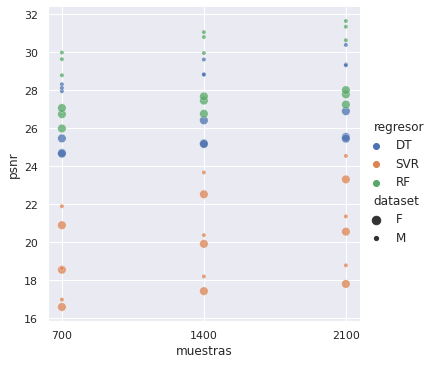 32
30
28
26
24
22
20
18
16
psnr
700
1400
2100
muestras
regresor
DT
SVR
RF
dataset
F
M